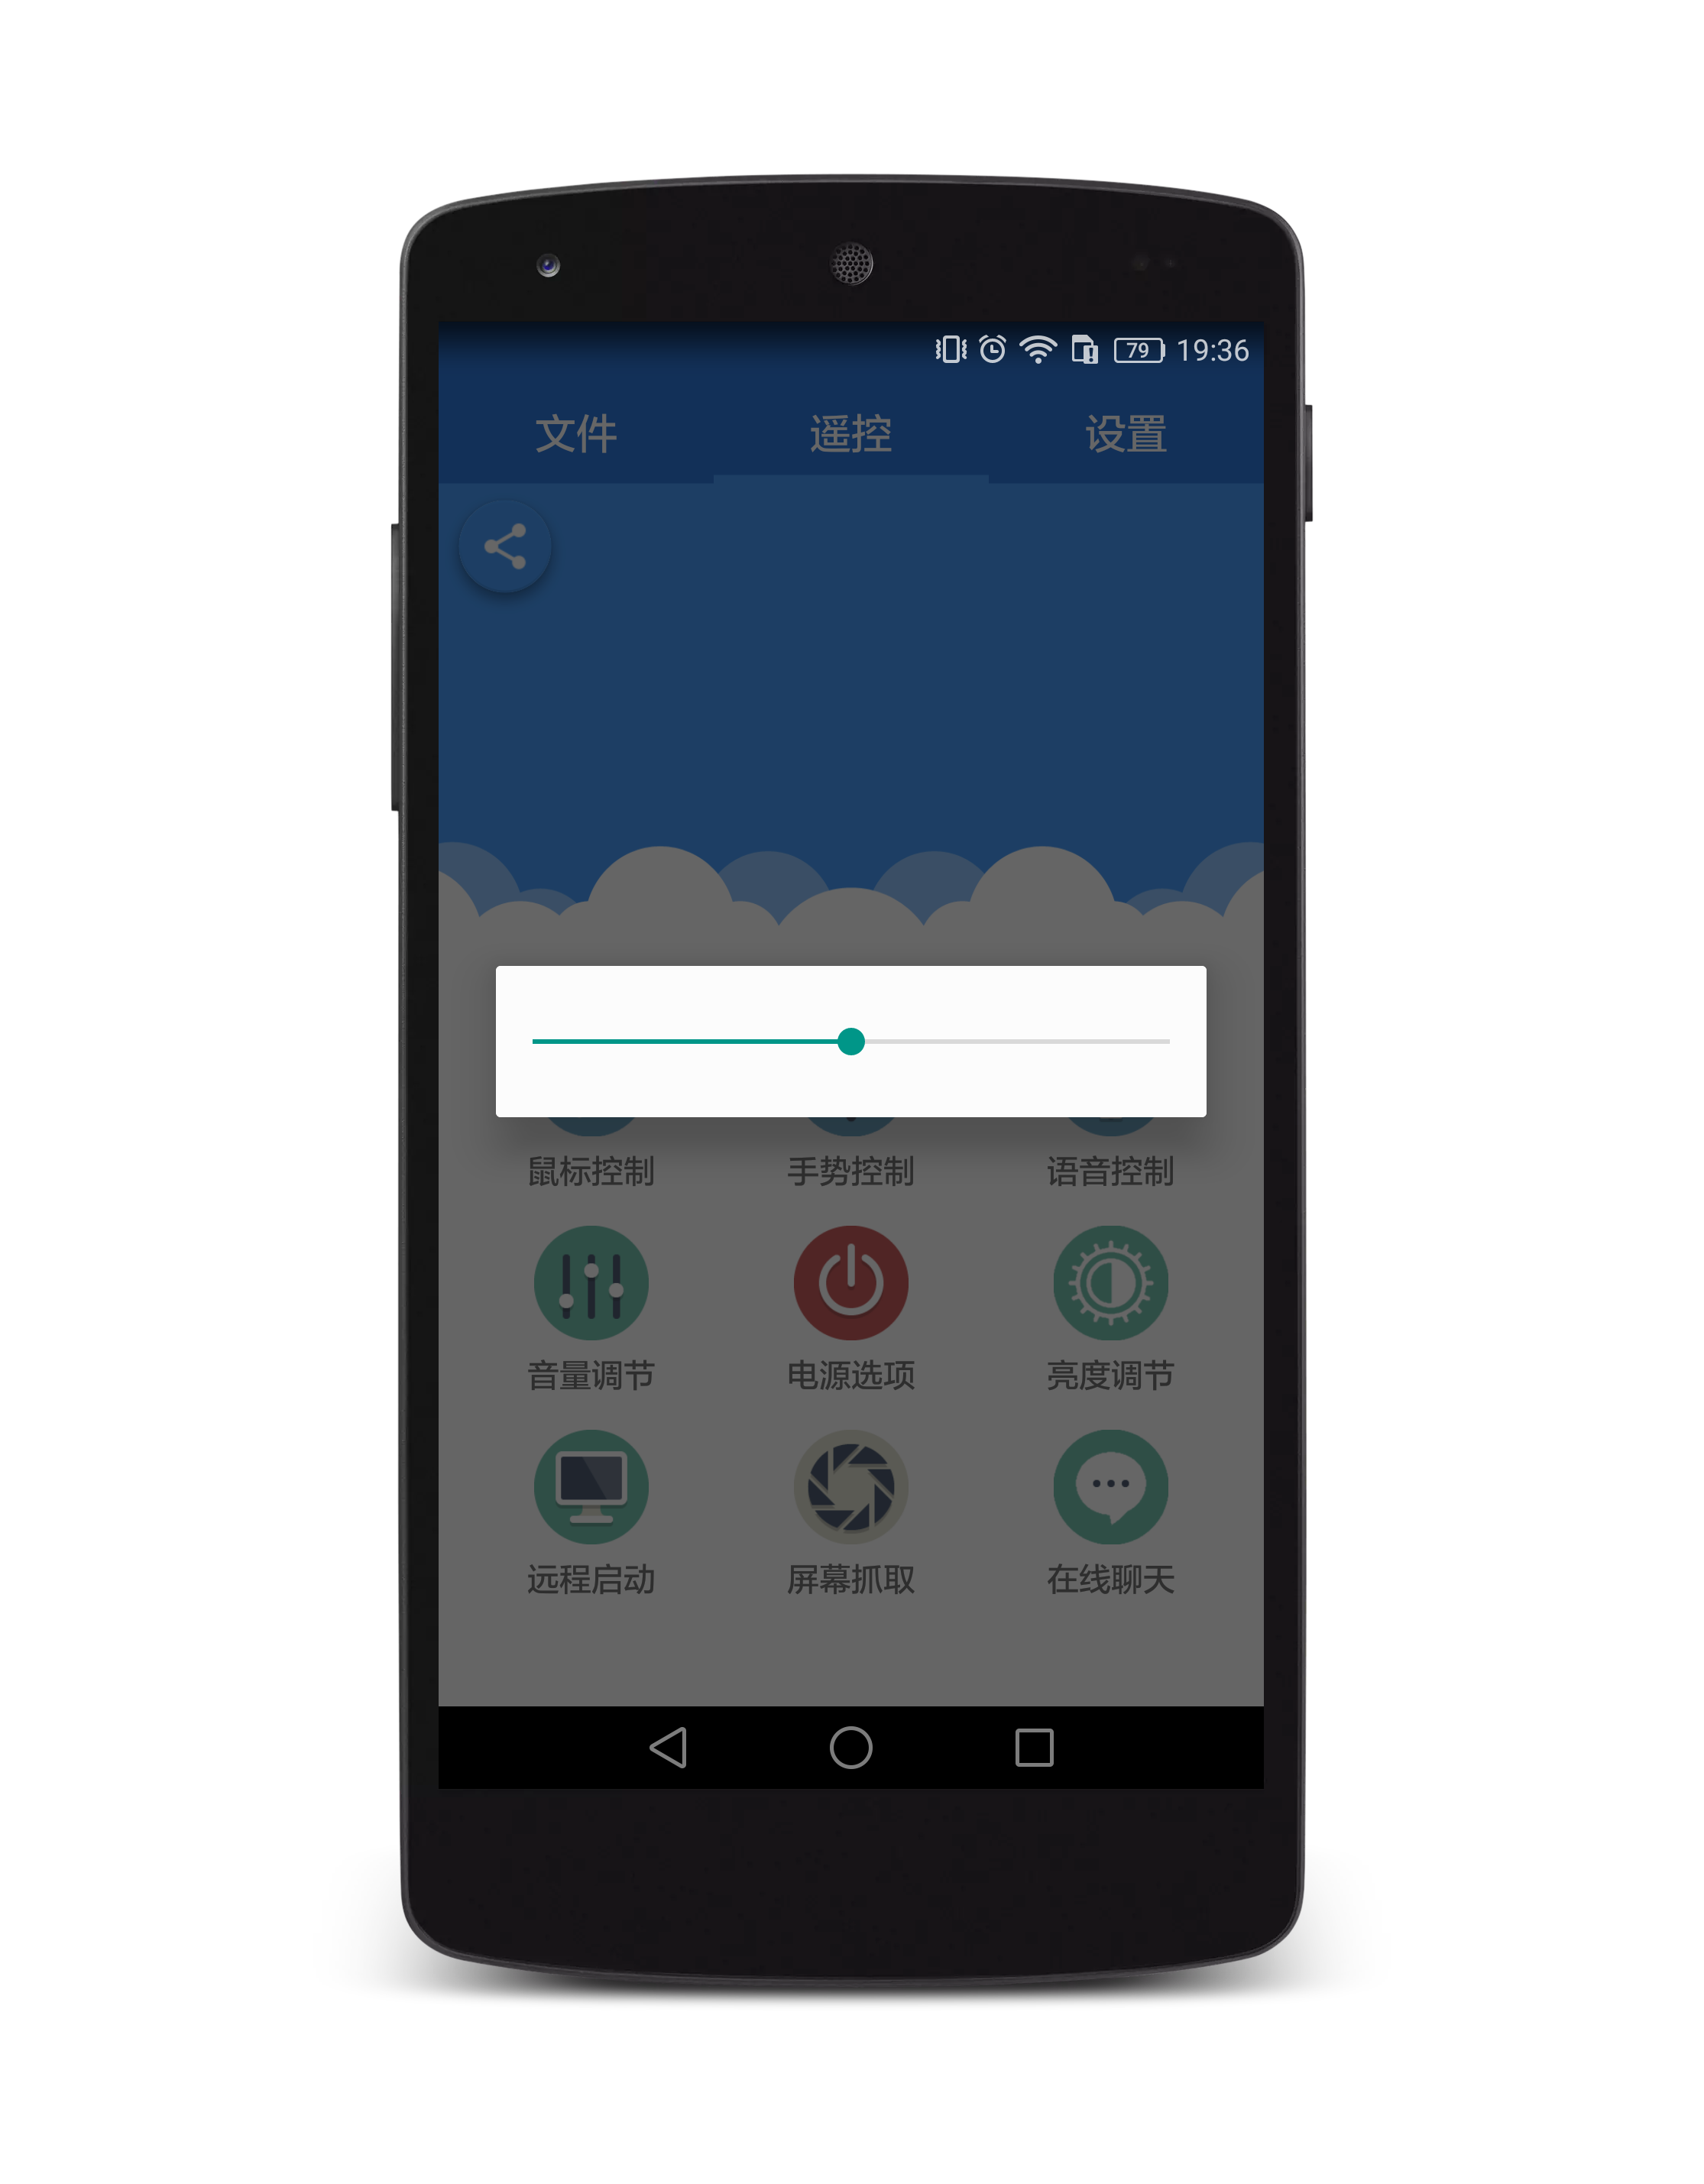 79 19:36
文件 遥控 设置
鼠标控制 手势控制 语音控制
音量调节 电源选项 亮度调节
远程启动 屏幕抓取 在线聊天